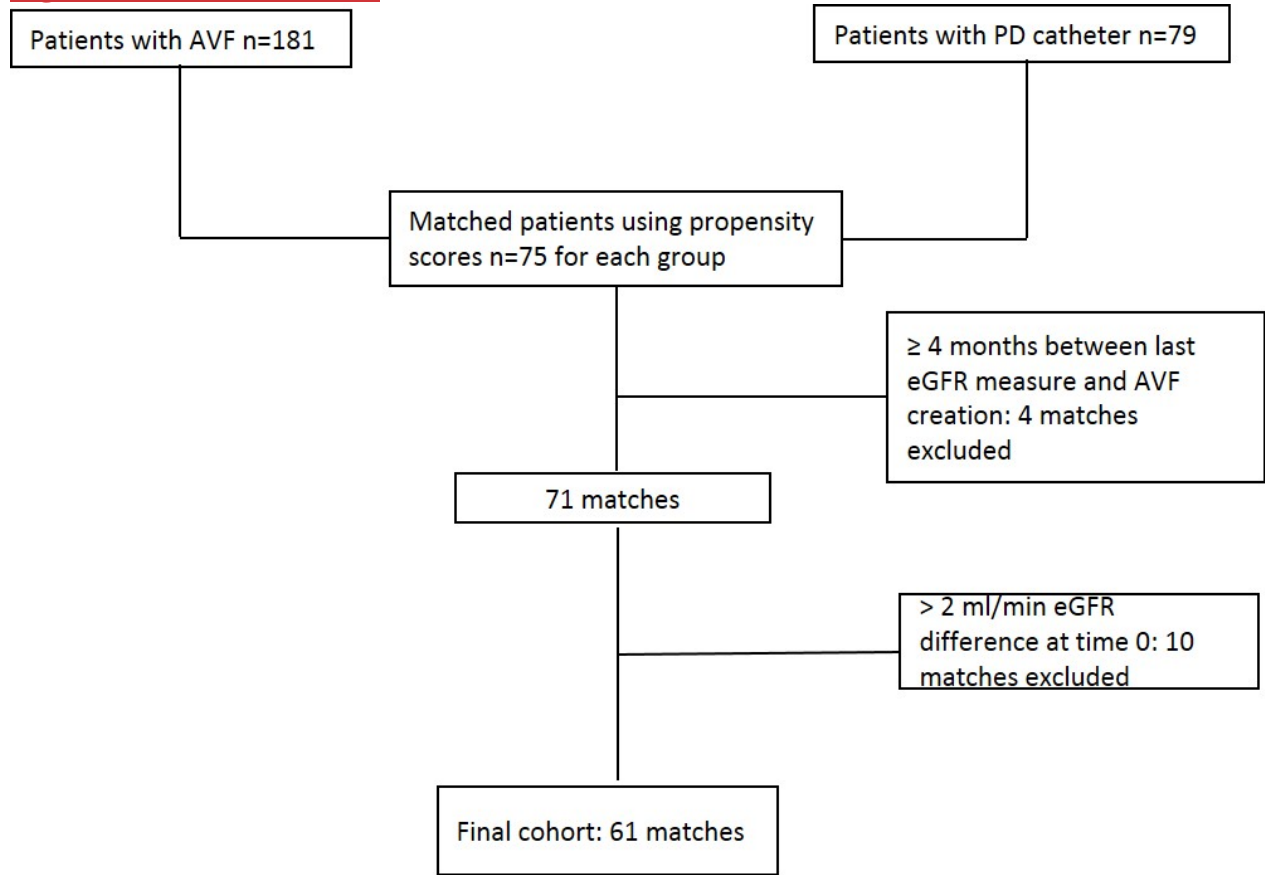 Patients with AVF n=181
Patients with PD catheter n=79
Matched patients using propensity
scores n=75 for each group
≥ 4 months between last
eGFR measure and AVF
creation: 4 matches
excluded
71 matches
> 2 ml/min eGFR
difference at time 0: 10
matches excluded
Final cohort: 61 matches